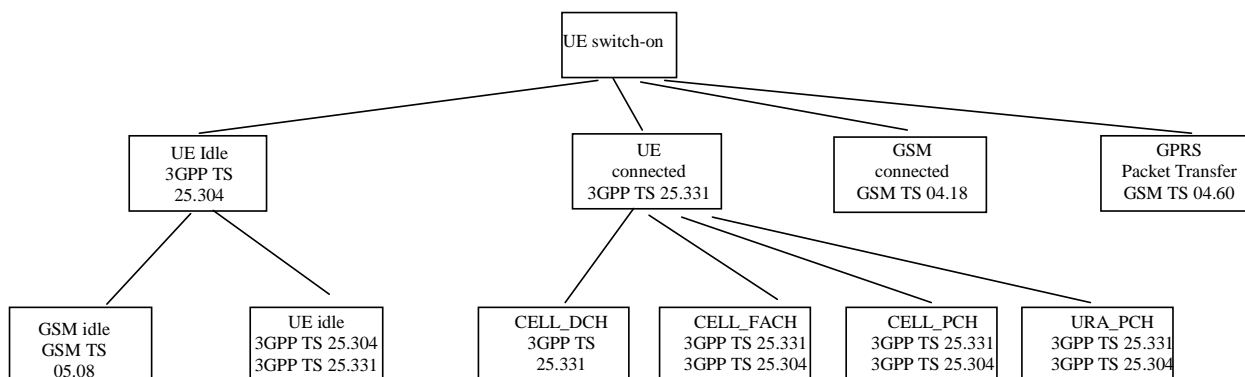 UE switch-on
UE Idle
3GPP TS
25.304
UE
connected
3GPP TS 25.331
GSM
connected
GSM TS 04.18
GPRS
Packet Transfer
GSM TS 04.60
GSM idle
GSM TS
05.08
UE idle
3GPP TS 25.304
3GPP TS 25.331
CELL_DCH
3GPP TS
25.331
CELL_FACH
3GPP TS 25.331
3GPP TS 25.304
CELL_PCH
3GPP TS 25.331
3GPP TS 25.304
URA_PCH
3GPP TS 25.331
3GPP TS 25.304